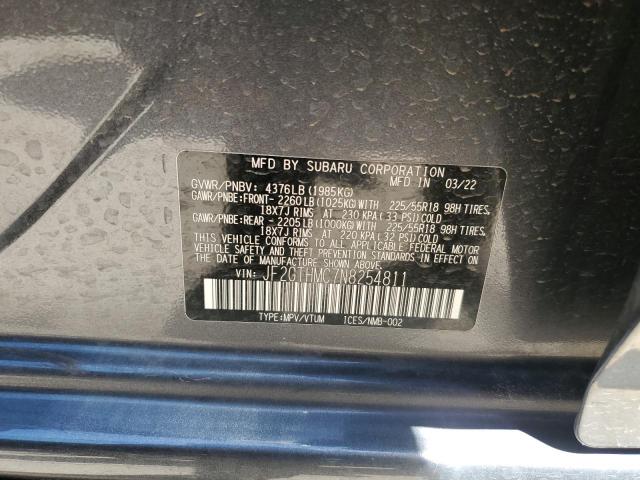 MFD BY SUBARU CORPORATION
MFD IN 03/22
GVWR/PNBV: 4376LB(1985KG)
GAWR/PNBE:FRONT- 2260LB(1025KG)WITH 225/55R18 98H TIRES,
18X7J RIMS AT 230 KPA(33 PSI)COLD
GAWR/PNBE:REAR - 2205LB(1000KG)WITH 225/55R18 98H TIRES,
18X7J RIMS AT 220 KPA(32 PSI)COLD
THIS VEHICLE CONFORMS TO ALL APPLICABLE FEDERAL MOTOR
VEHICLE SAFETY AND THEFT PREVENTION STANDARDS IN EFFECT ON
THE DATE OF MANUFACTURE SHOWN ABOVE.
VIN: JF2GTHMC7N8254811
TYPE:MPV/VTUM ICES/NMB-002